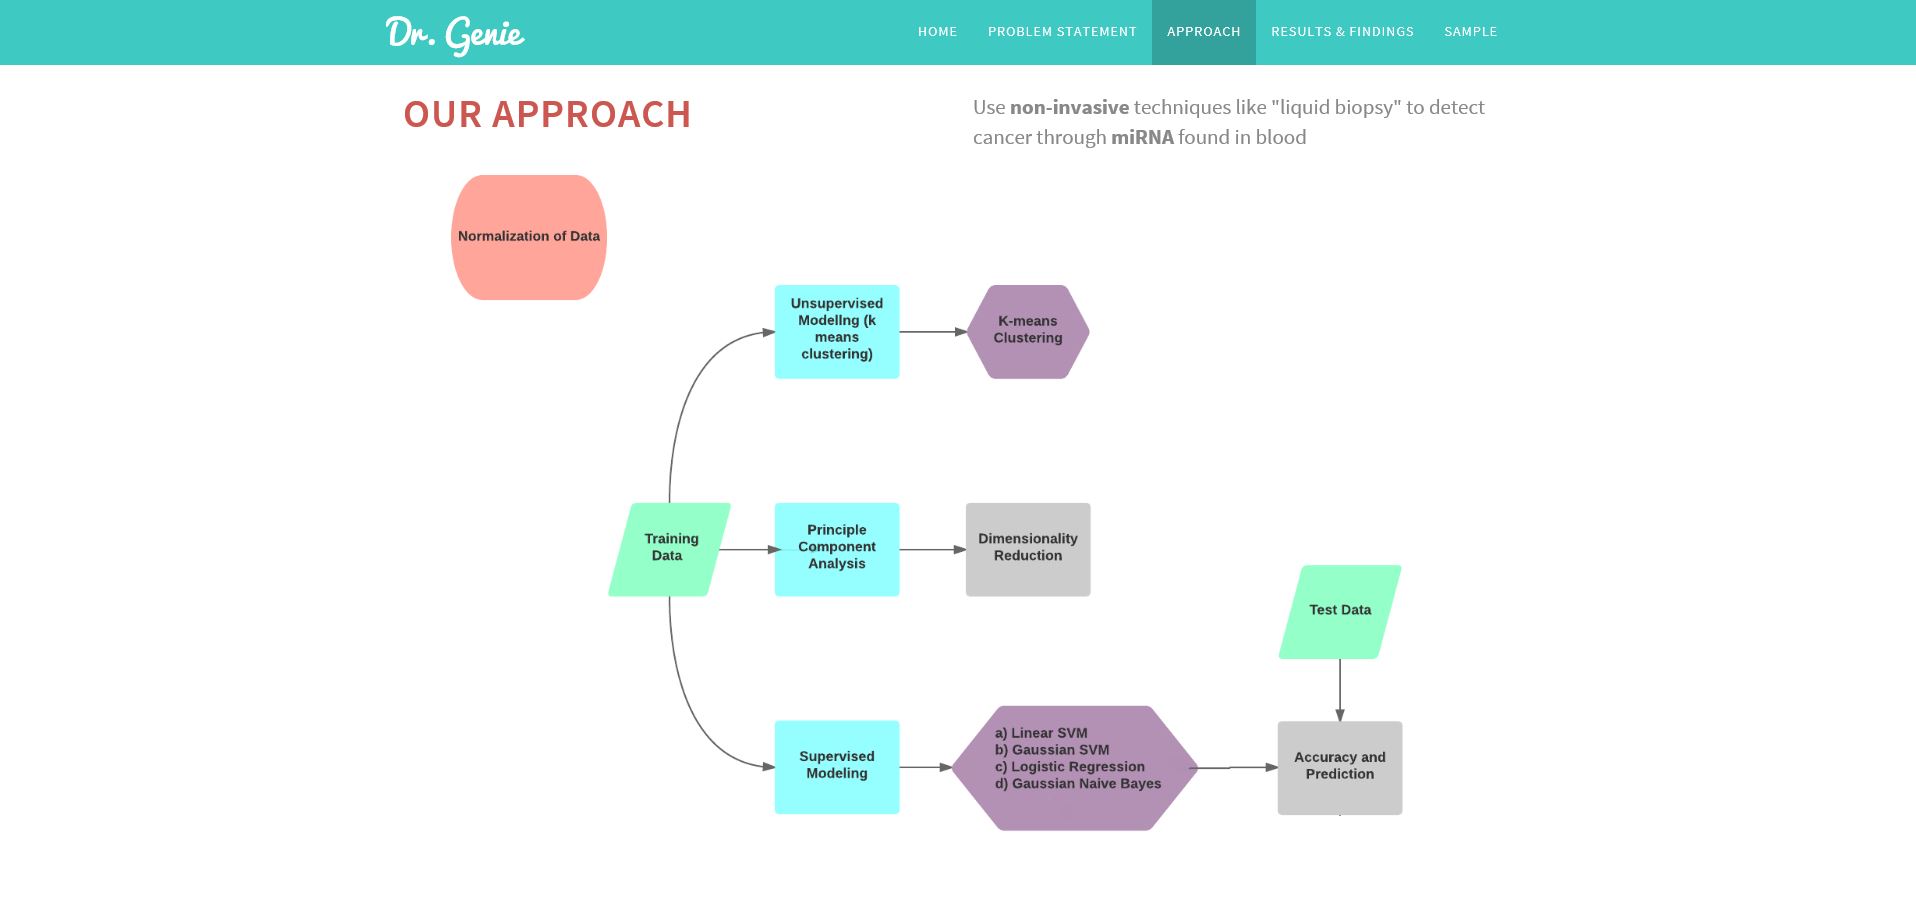 Dr. Genie
HOME
PROBLEM STATEMENT
APPROACH
RESULTS & FINDINGS
SAMPLE
OUR APPROACH
Use non-invasive techniques like "liquid biopsy" to detect
cancer through miRNA found in blood
Normalization of Data
Unsupervised
Modellng (k
means
clustering)
K-means
Clustering
Training
Data
Principle
Component
Analysis
Dimensionality
Reduction
Test Data
Supervised
Modeling
a) Linear SVM
b) Gaussian SVM
c) Logistic Regression
d) Gaussian Naive Bayes
Accuracy and
Prediction